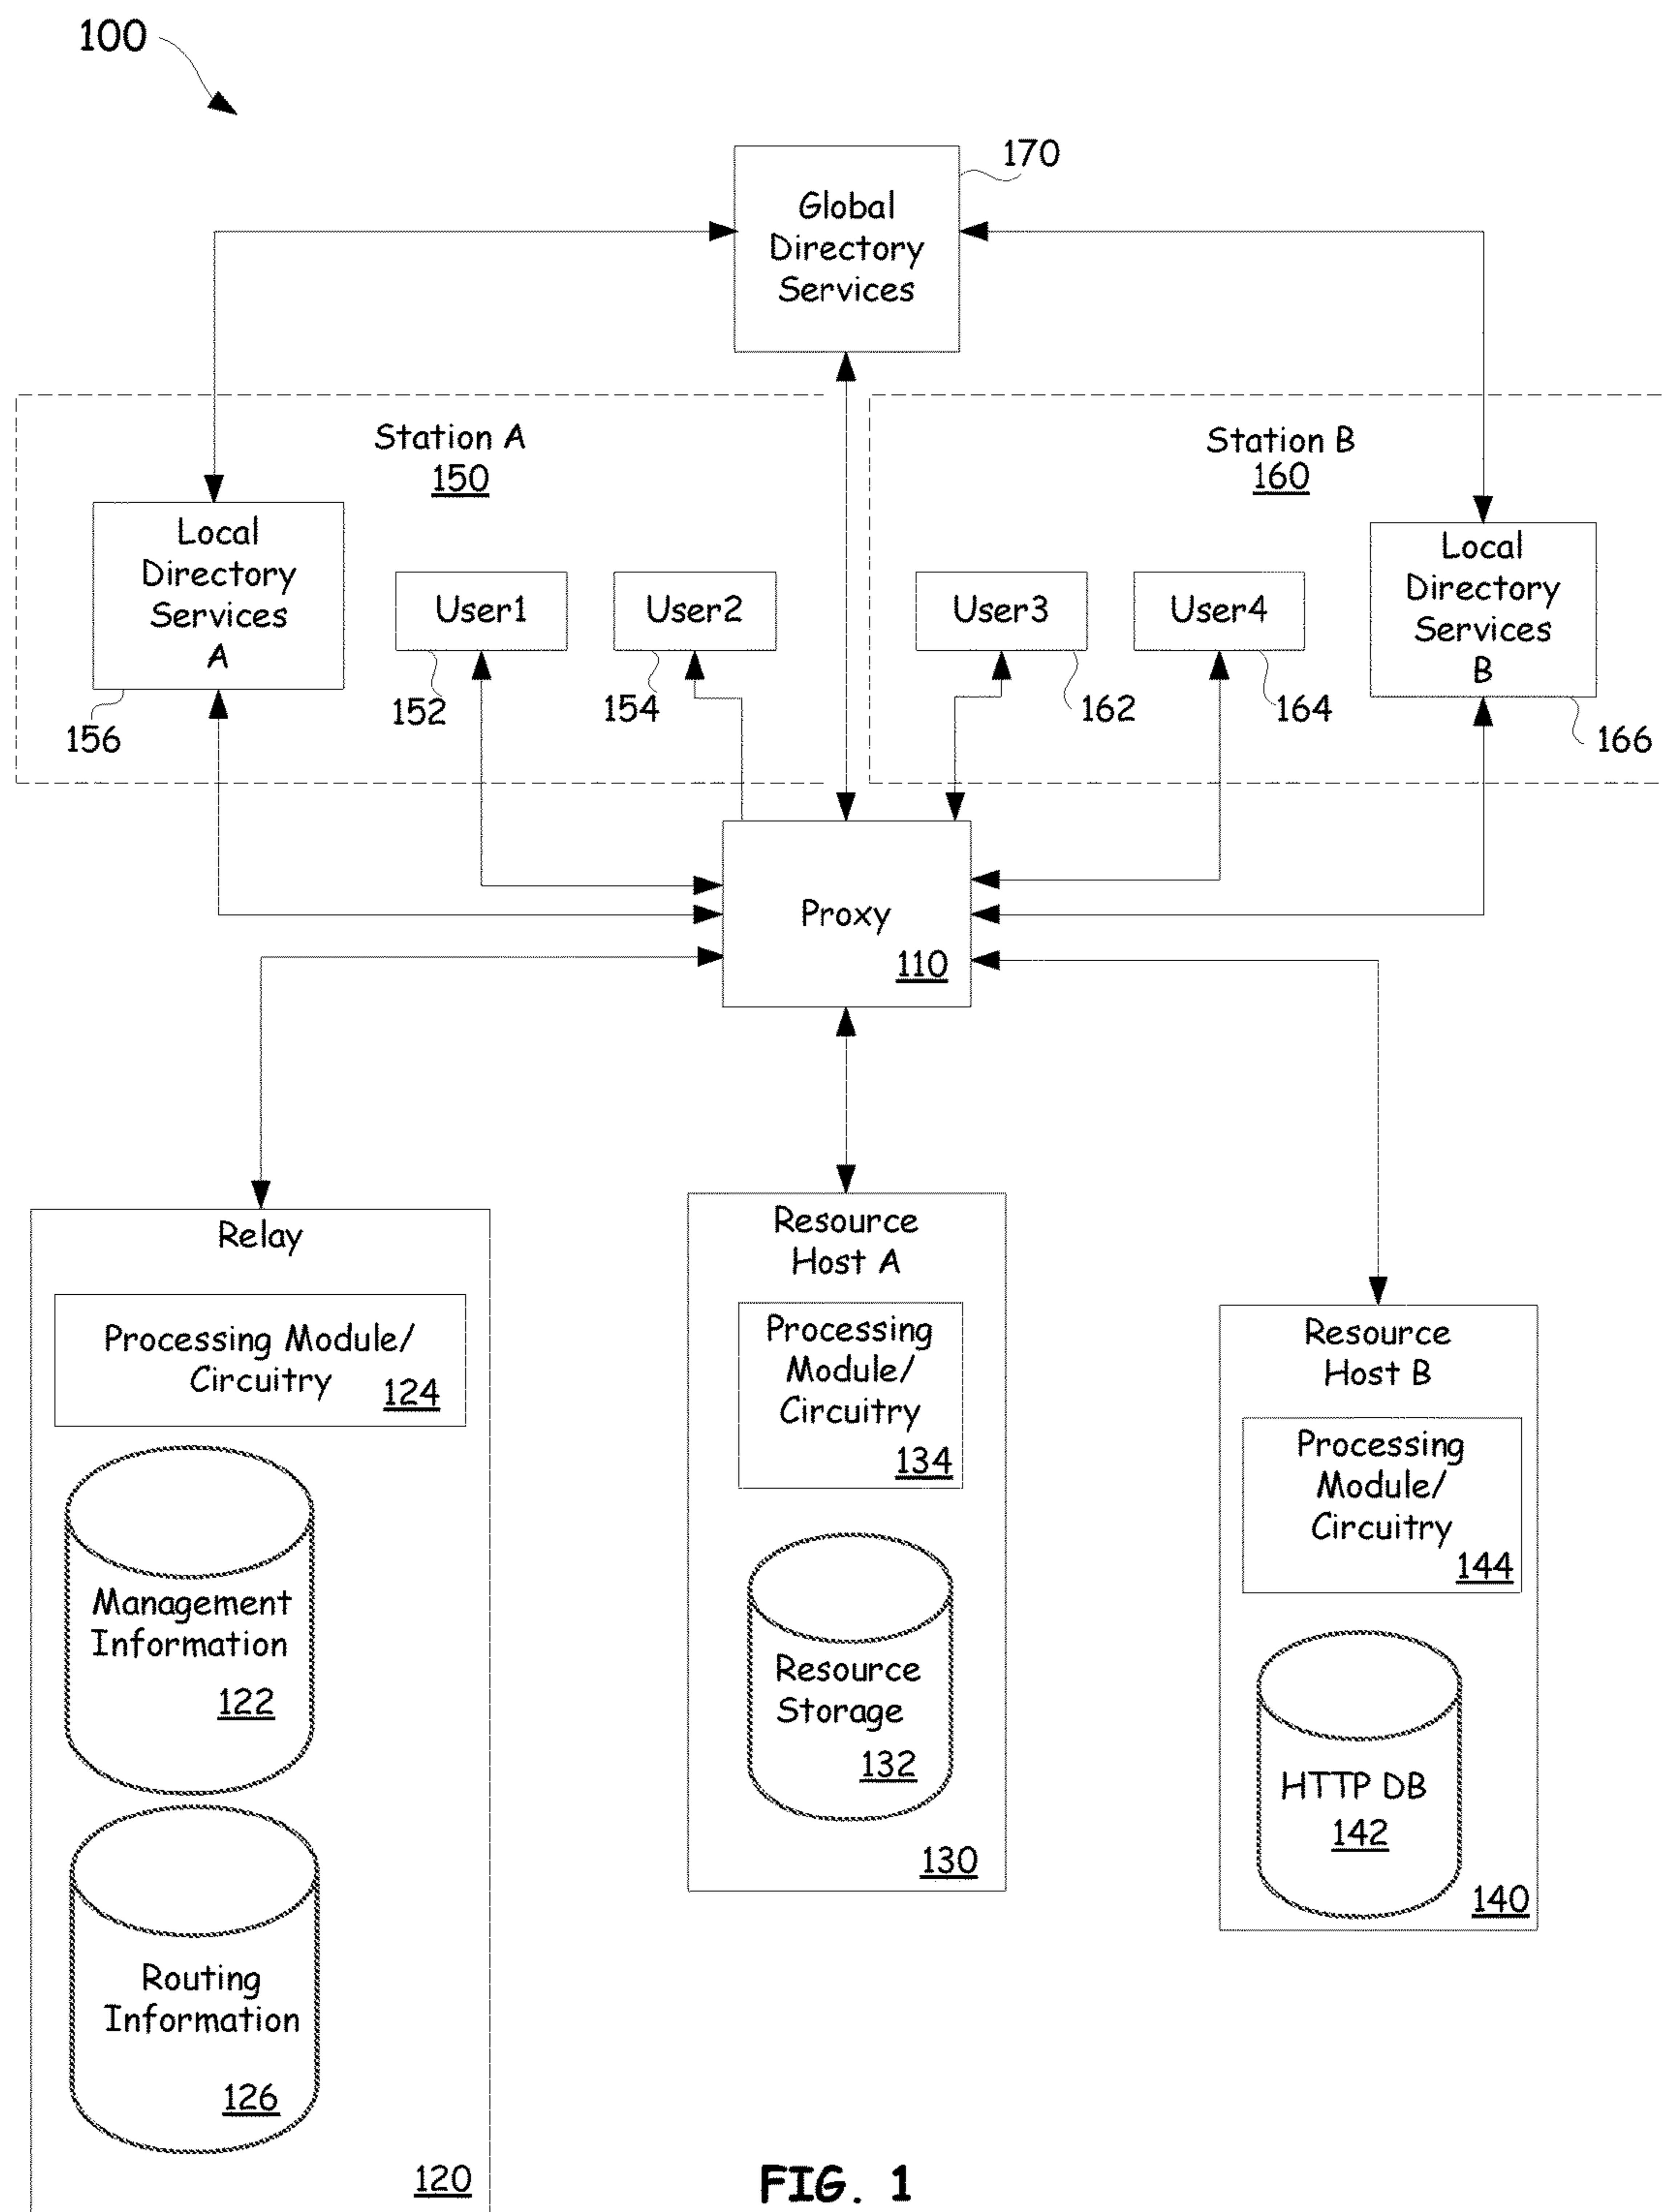 100
170
Global
Directory
Services
Station A
150
Station B
160
Local
Directory
Services
A
156
User1
152
User2
154
User3
162
User4
164
Local
Directory
Services
B
166
Proxy
110
Relay
Processing Module/
Circuitry
124
Management
Information
122
Routing
Information
126
120
Resource
Host A
Processing
Module/
Circuitry
134
Resource
Storage
132
130
Resource
Host B
Processing
Module/
Circuitry
144
HTTP DB
142
140
FIG. 1